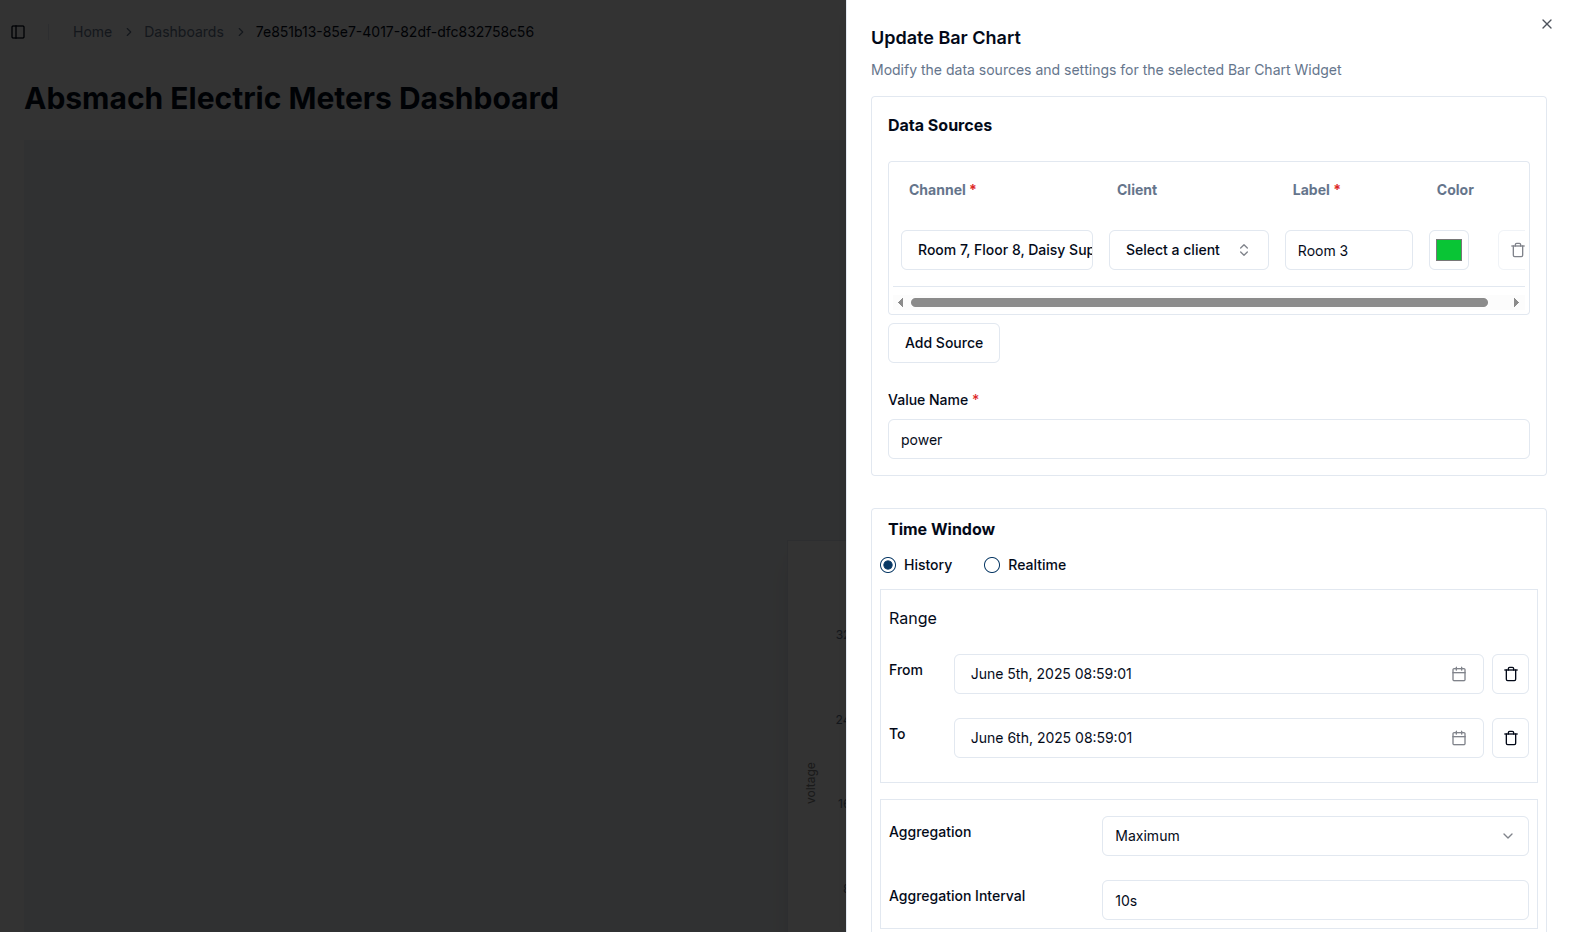 Home > Dashboards > 7e851b13-85e7-4017-82df-dfc832758c56
Absmach Electric Meters Dashboard
voltage
Update Bar Chart
Modify the data sources and settings for the selected Bar Chart Widget
Data Sources
Channel * Client Label * Color
Room 7, Floor 8, Daisy Sup Select a client Room 3
Add Source
Value Name *
power
Time Window
History Realtime
Range
From June 5th, 2025 08:59:01
To June 6th, 2025 08:59:01
Aggregation Maximum
Aggregation Interval 10s